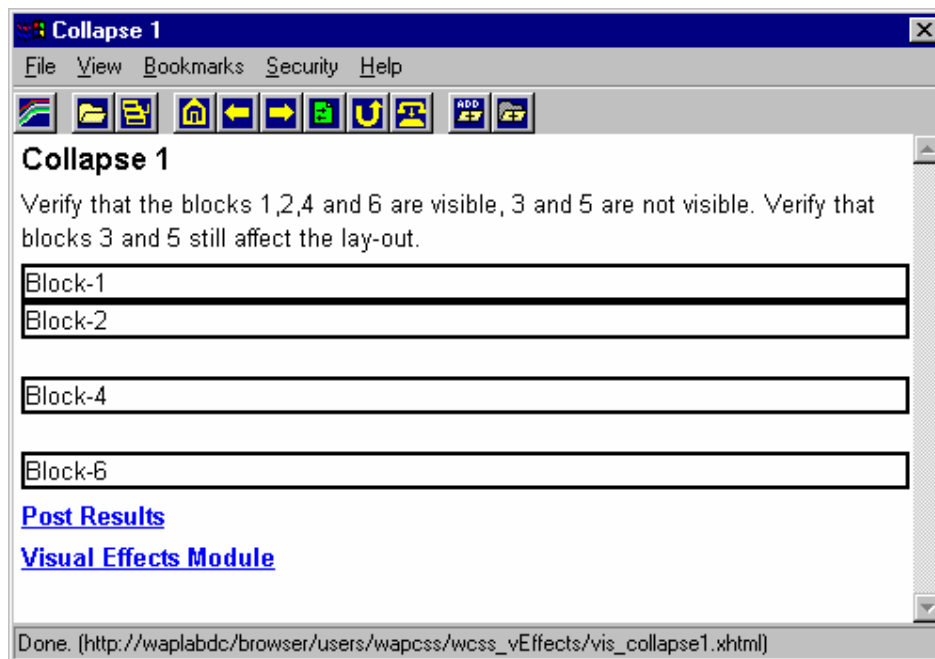 Collapse 1
File View Bookmarks Security Help
ADD
Collapse 1
Verify that the blocks 1,2,4 and 6 are visible, 3 and 5 are not visible. Verify that
blocks 3 and 5 still affect the lay-out.
Block-1
Block-2
Block-4
Block-6
Post Results
Visual Effects Module
Done. (http://waplabdc/browser/users/wapcss/wcss_vEffects/vis_collapse1.xhtml)